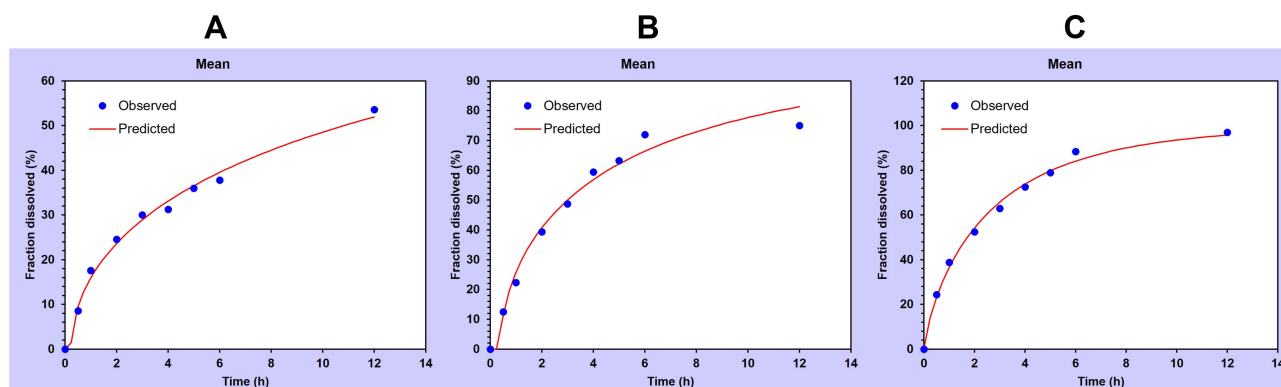 A
B
C
Mean
60
50
40
30
20
10
0
Fraction dissolved (%)
Observed
Predicted
0 2 4 6 8 10 12 14
Time (h)
Mean
90
80
70
60
50
40
30
20
10
0
Fraction dissolved (%)
Observed
Predicted
0 2 4 6 8 10 12 14
Time (h)
Mean
120
100
80
60
40
20
0
Fraction dissolved (%)
Observed
Predicted
0 2 4 6 8 10 12 14
Time (h)